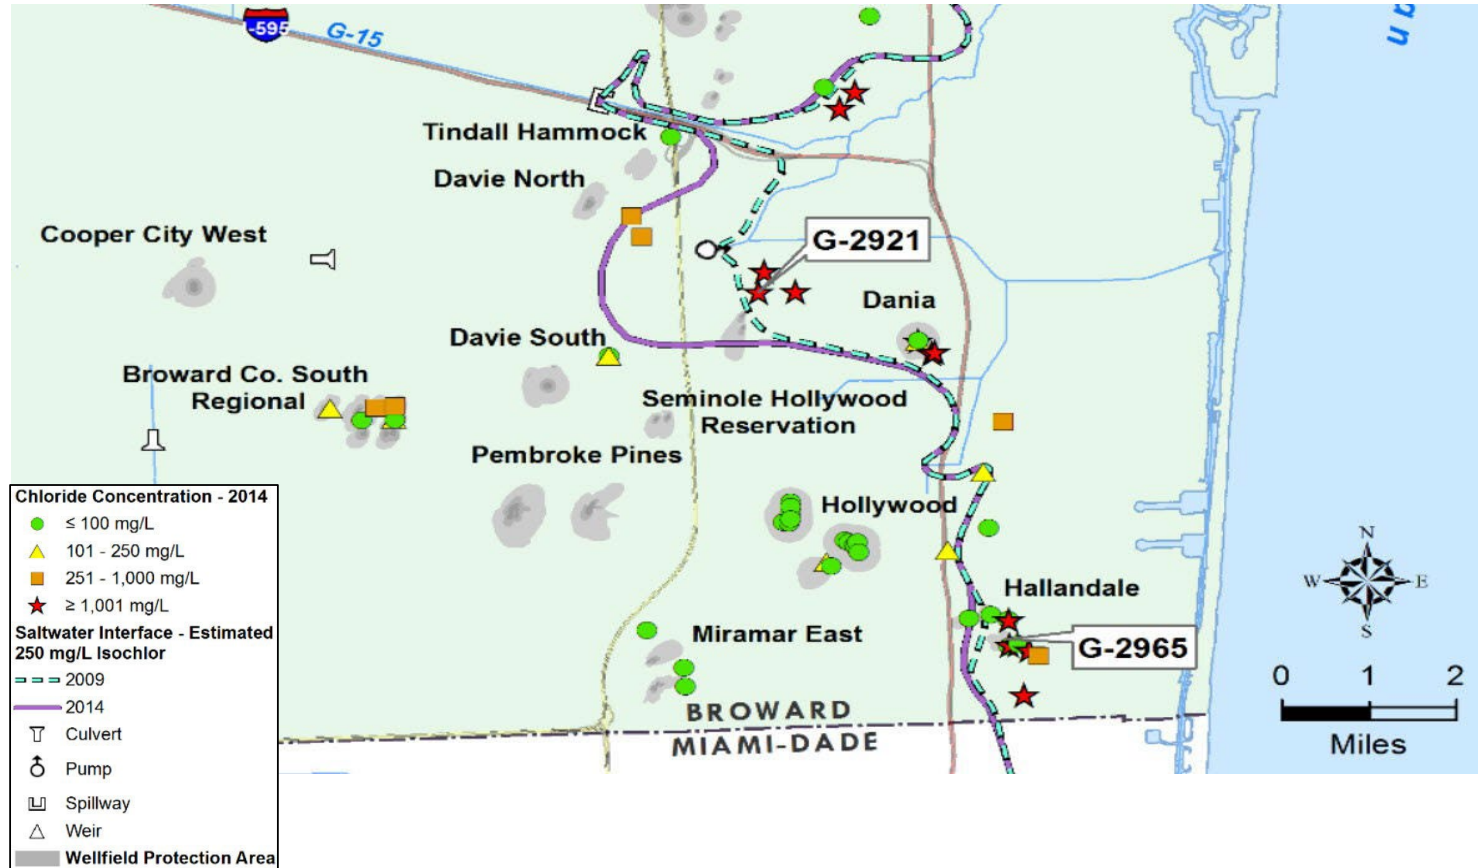 -595
G-15
an
Tindall Hammock
Davie North
Cooper City West
G-2921
Dania
Davie South
Broward Co. South
Regional
Seminole Hollywood
Reservation
Pembroke Pines
Hollywood
Hallandale
Miramar East
G-2965
BROWARD
MIAMI-DADE
N
W
E
S
0 1 2
Miles
Chloride Concentration - 2014
≤ 100 mg/L
101 - 250 mg/L
251 - 1,000 mg/L
≥ 1,001 mg/L
Saltwater Interface - Estimated
250 mg/L Isochlor
2009
2014
Culvert
Pump
Spillway
Weir
Wellfield Protection Area